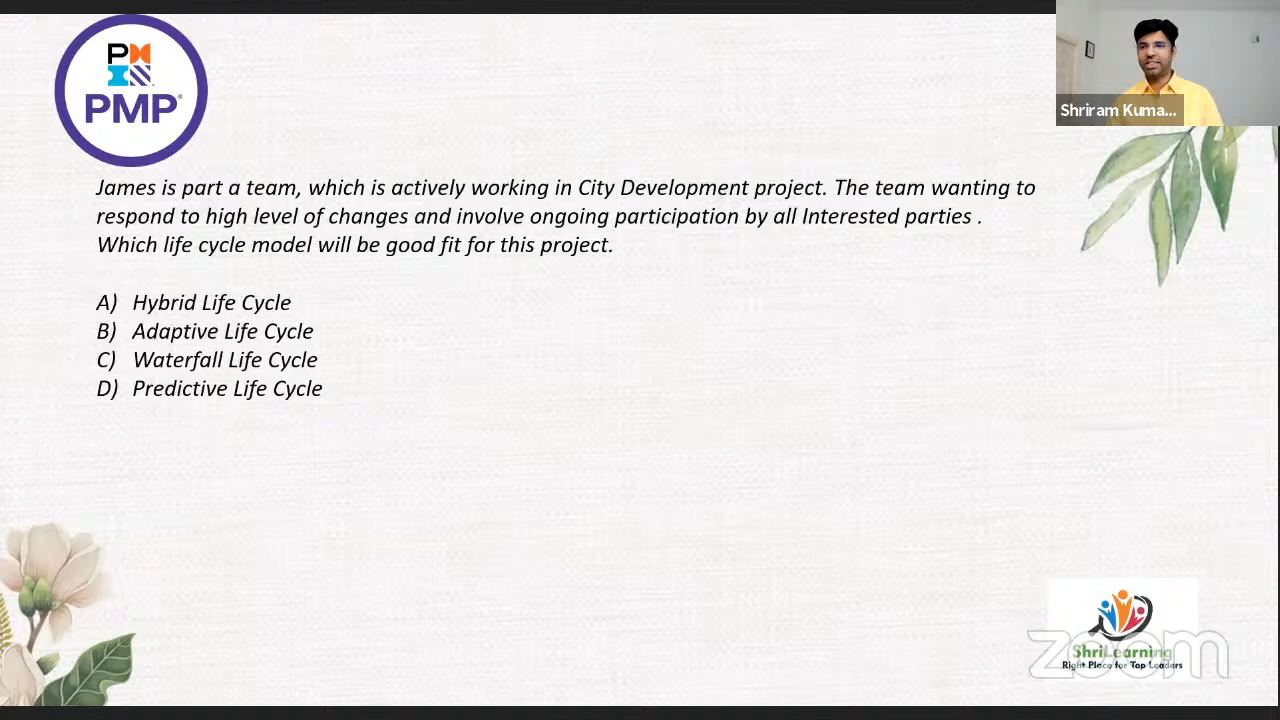 PM
PMP®
Shriram Kuma...
James is part a team, which is actively working in City Development project. The team wanting to
respond to high level of changes and involve ongoing participation by all Interested parties .
Which life cycle model will be good fit for this project.
A) Hybrid Life Cycle
B) Adaptive Life Cycle
C) Waterfall Life Cycle
D) Predictive Life Cycle
zoom
ShriLearning
Right Place for Top Leaders